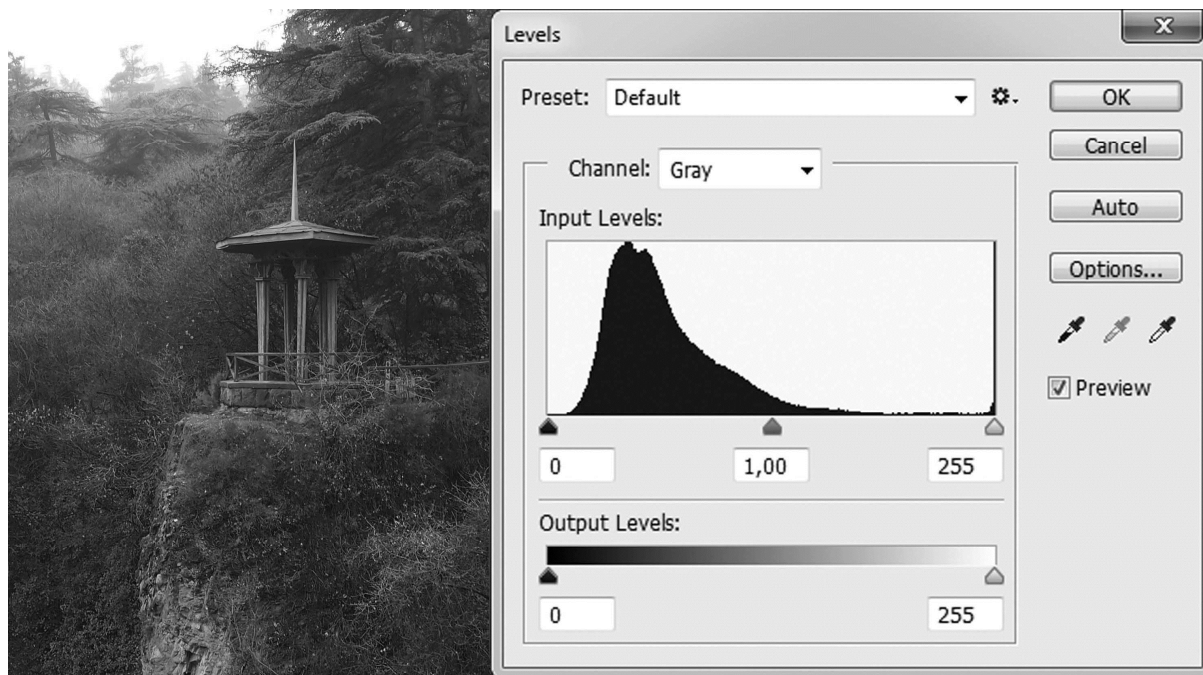 Levels
Preset: Default
OK
Cancel
Channel: Gray
Auto
Input Levels:
Options...
Preview
0 1,00 255
Output Levels:
0 255